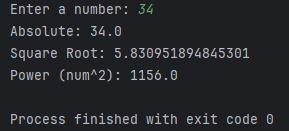 Enter a number: 34
Absolute: 34.0
Square Root: 5.830951894845301
Power (num^2): 1156.0
Process finished with exit code 0